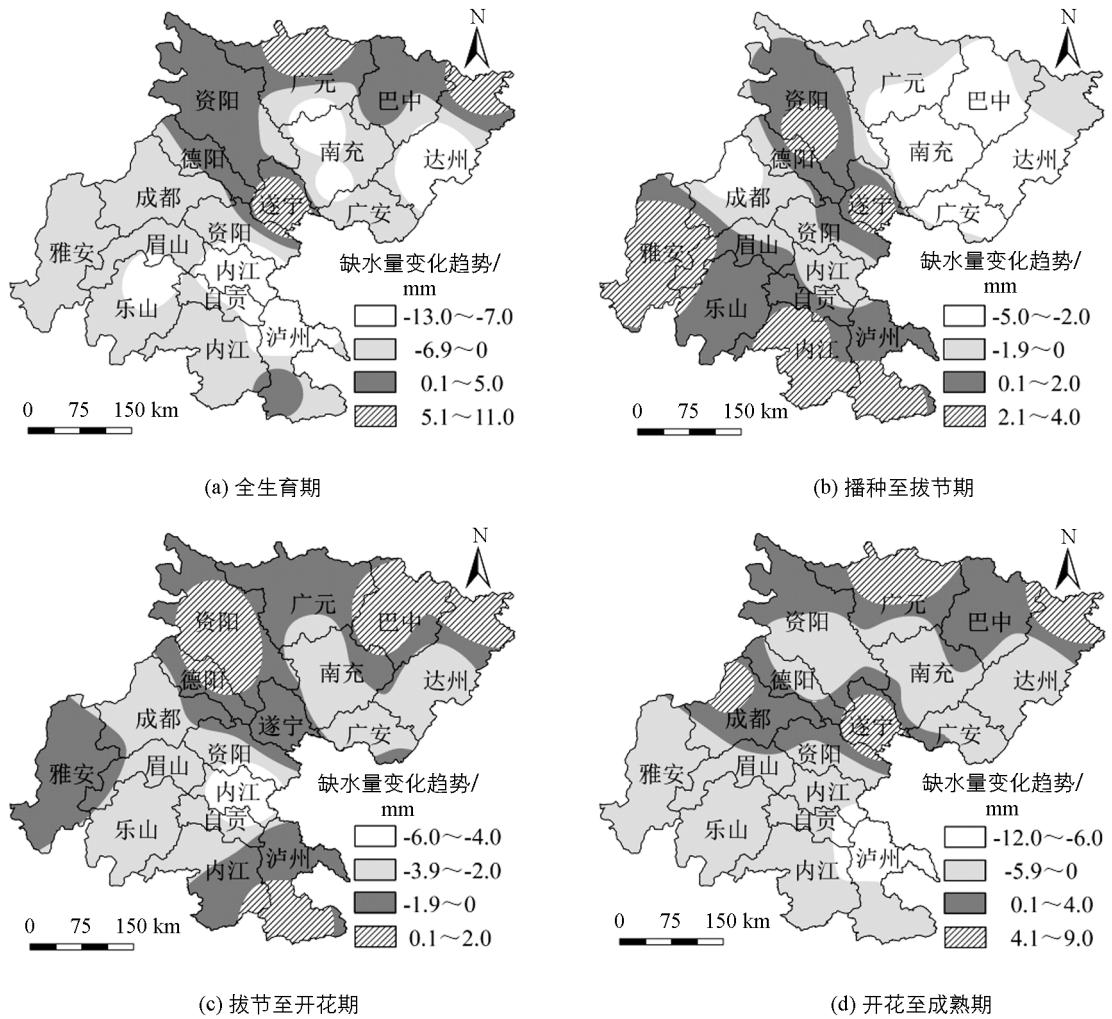 N
广元
资阳
巴中
南充
达州
德阳
成都
遂宁
广安
资阳
雅安
眉山
内江
乐山
自贡
泸州
内江
缺水量变化趋势/
mm
-13.0～-7.0
-6.9～0
0.1～5.0
5.1～11.0
0 75 150 km
(a) 全生育期
N
广元
资阳
巴中
南充
达州
德阳
成都
遂宁
广安
资阳
雅安
眉山
内江
乐山
自贡
泸州
内江
缺水量变化趋势/
mm
-5.0～-2.0
-1.9～0
0.1～2.0
2.1～4.0
0 75 150 km
(b) 播种至拔节期
N
广元
资阳
巴中
南充
达州
德阳
成都
遂宁
广安
资阳
雅安
眉山
内江
乐山
自贡
泸州
内江
缺水量变化趋势/
mm
-6.0～-4.0
-3.9～-2.0
-1.9～0
0.1～2.0
0 75 150 km
(c) 拔节至开花期
N
广元
资阳
巴中
南充
达州
德阳
成都
遂宁
广安
资阳
雅安
眉山
内江
乐山
自贡
泸州
内江
缺水量变化趋势/
mm
-12.0～-6.0
-5.9～0
0.1～4.0
4.1～9.0
0 75 150 km
(d) 开花至成熟期